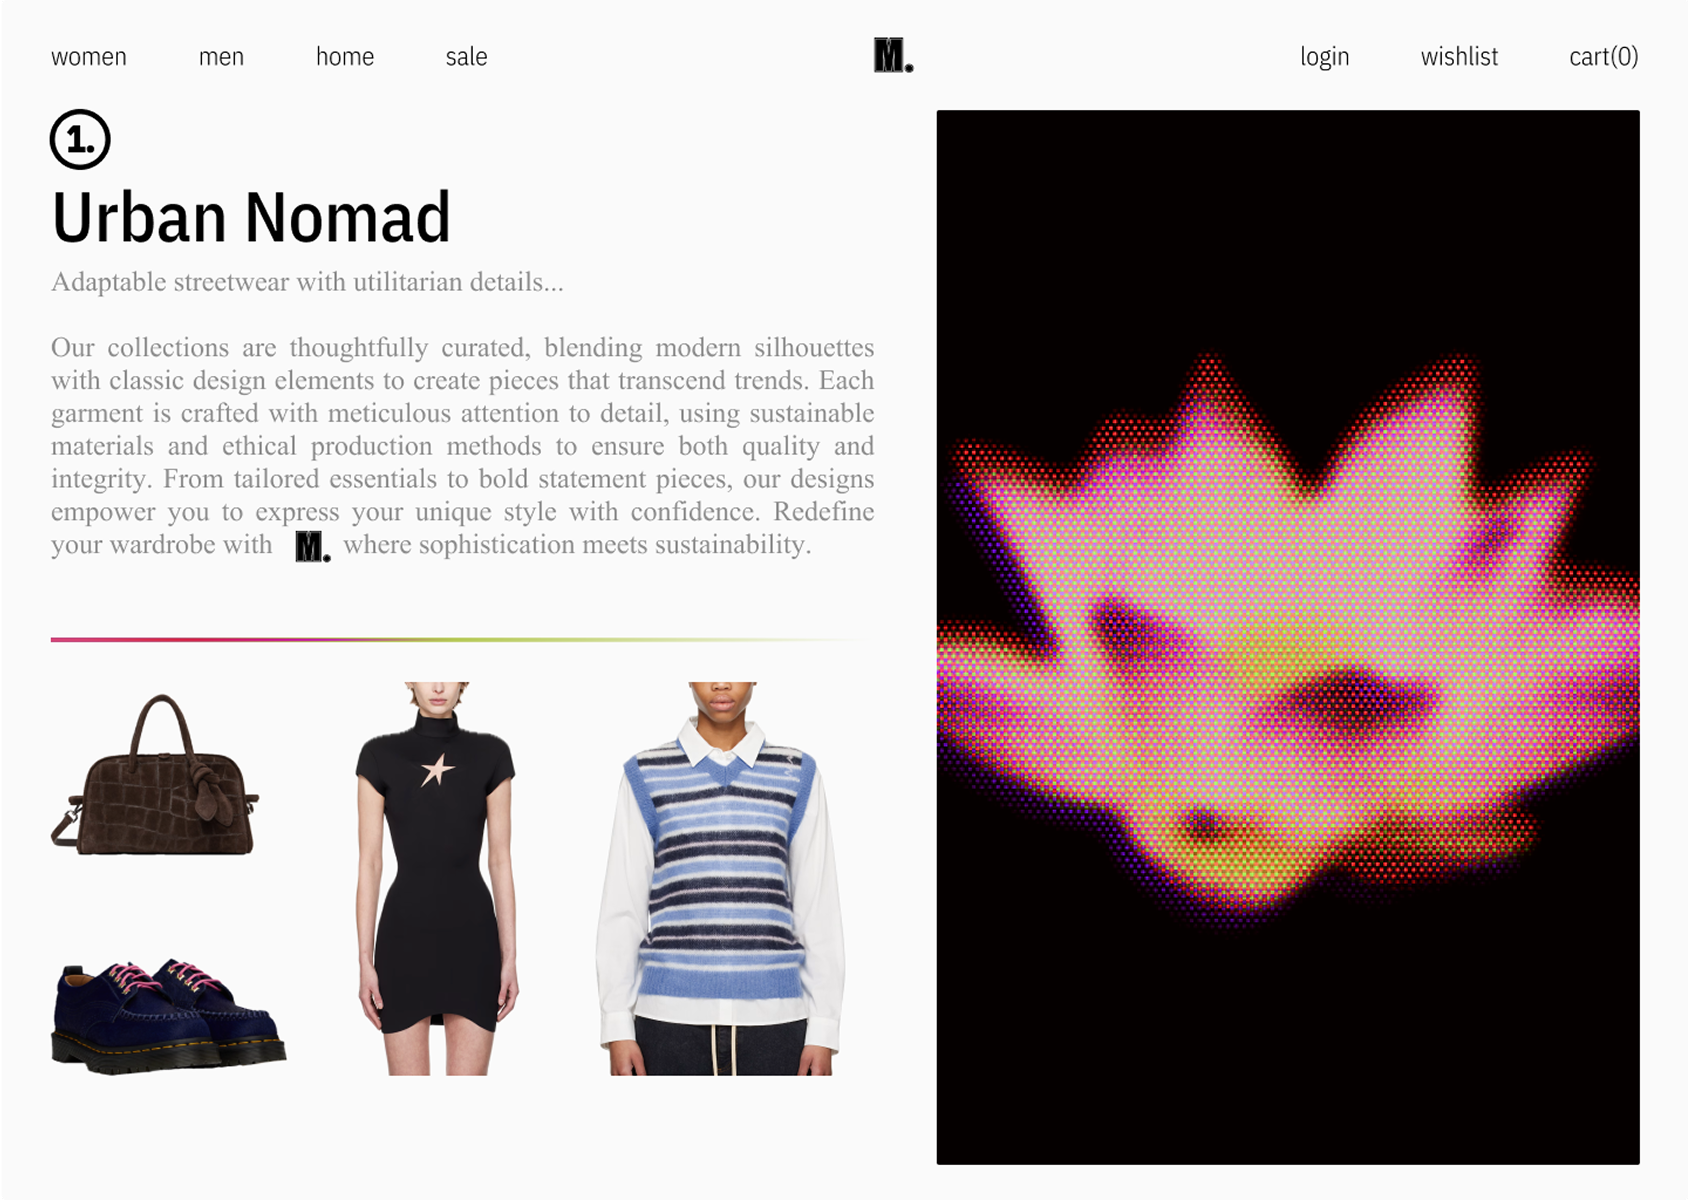 women men home sale M. login wishlist cart(0)
1.
Urban Nomad
Adaptable streetwear with utilitarian details...
Our collections are thoughtfully curated, blending modern silhouettes
with classic design elements to create pieces that transcend trends. Each
garment is crafted with meticulous attention to detail, using sustainable
materials and ethical production methods to ensure both quality and
integrity. From tailored essentials to bold statement pieces, our designs
empower you to express your unique style with confidence. Redefine
your wardrobe with M. where sophistication meets sustainability.